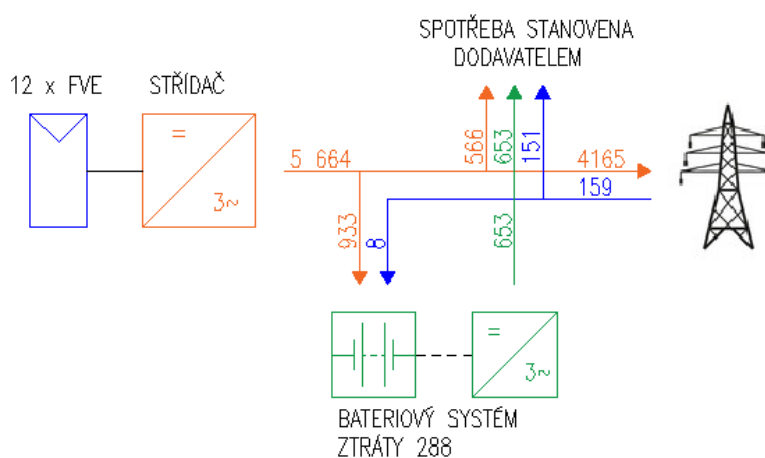 SPOTŘEBA STANOVENA
DODAVATELEM
12 x FVE
STŘÍDAČ
=
3~
5 664
566
653
151
4165
159
933
8
653
=
3~
BATERIOVÝ SYSTÉM
ZTRÁTY 288